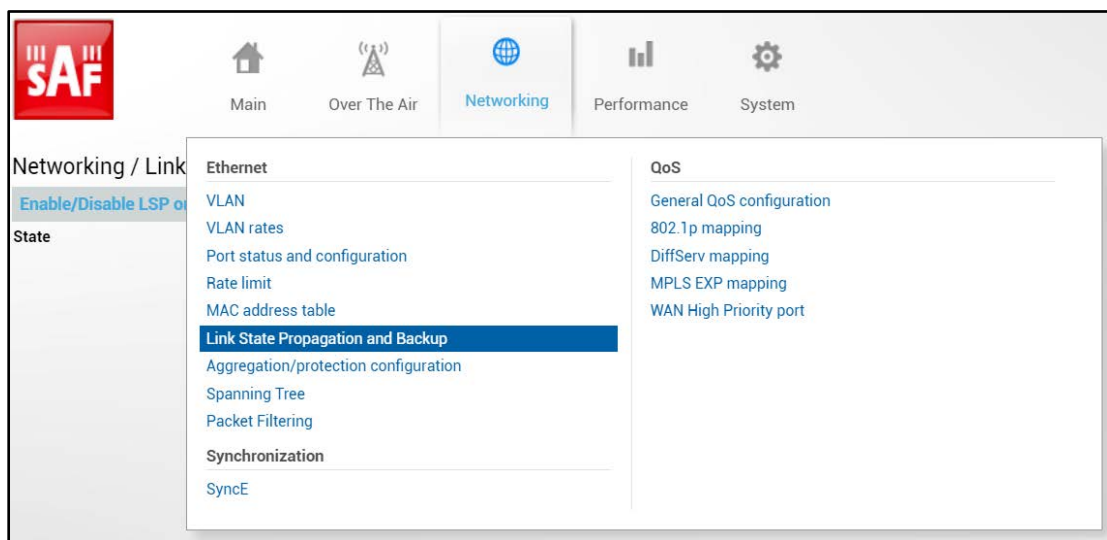 SAF
Main
Over The Air
Networking
Performance
System
Networking / Link
Enable/Disable LSP
State
Ethernet
VLAN
VLAN rates
Port status and configuration
Rate limit
MAC address table
Link State Propagation and Backup
Aggregation/protection configuration
Spanning Tree
Packet Filtering
Synchronization
SyncE
QoS
General QoS configuration
802.1p mapping
DiffServ mapping
MPLS EXP mapping
WAN High Priority port